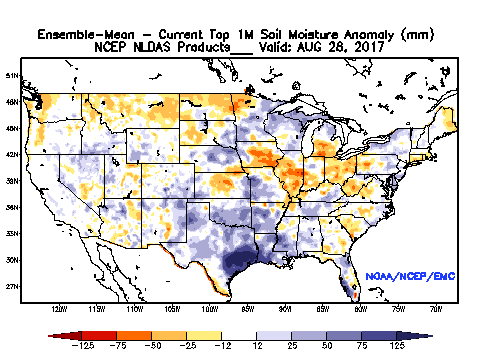 Ensemble-Mean - Current Top 1M Soil Moisture Anomaly (mm)
NCEP NLDAS Products___ Valid: AUG 28, 2017
51N
48N
45N
42N
39N
36N
33N
30N
27N
NOAA/NCEP/EMC
120W 115W 110W 105W 100W 95W 90W 85W 80W 75W 70W
-125 -75 -50 -25 -12 12 25 50 75 125